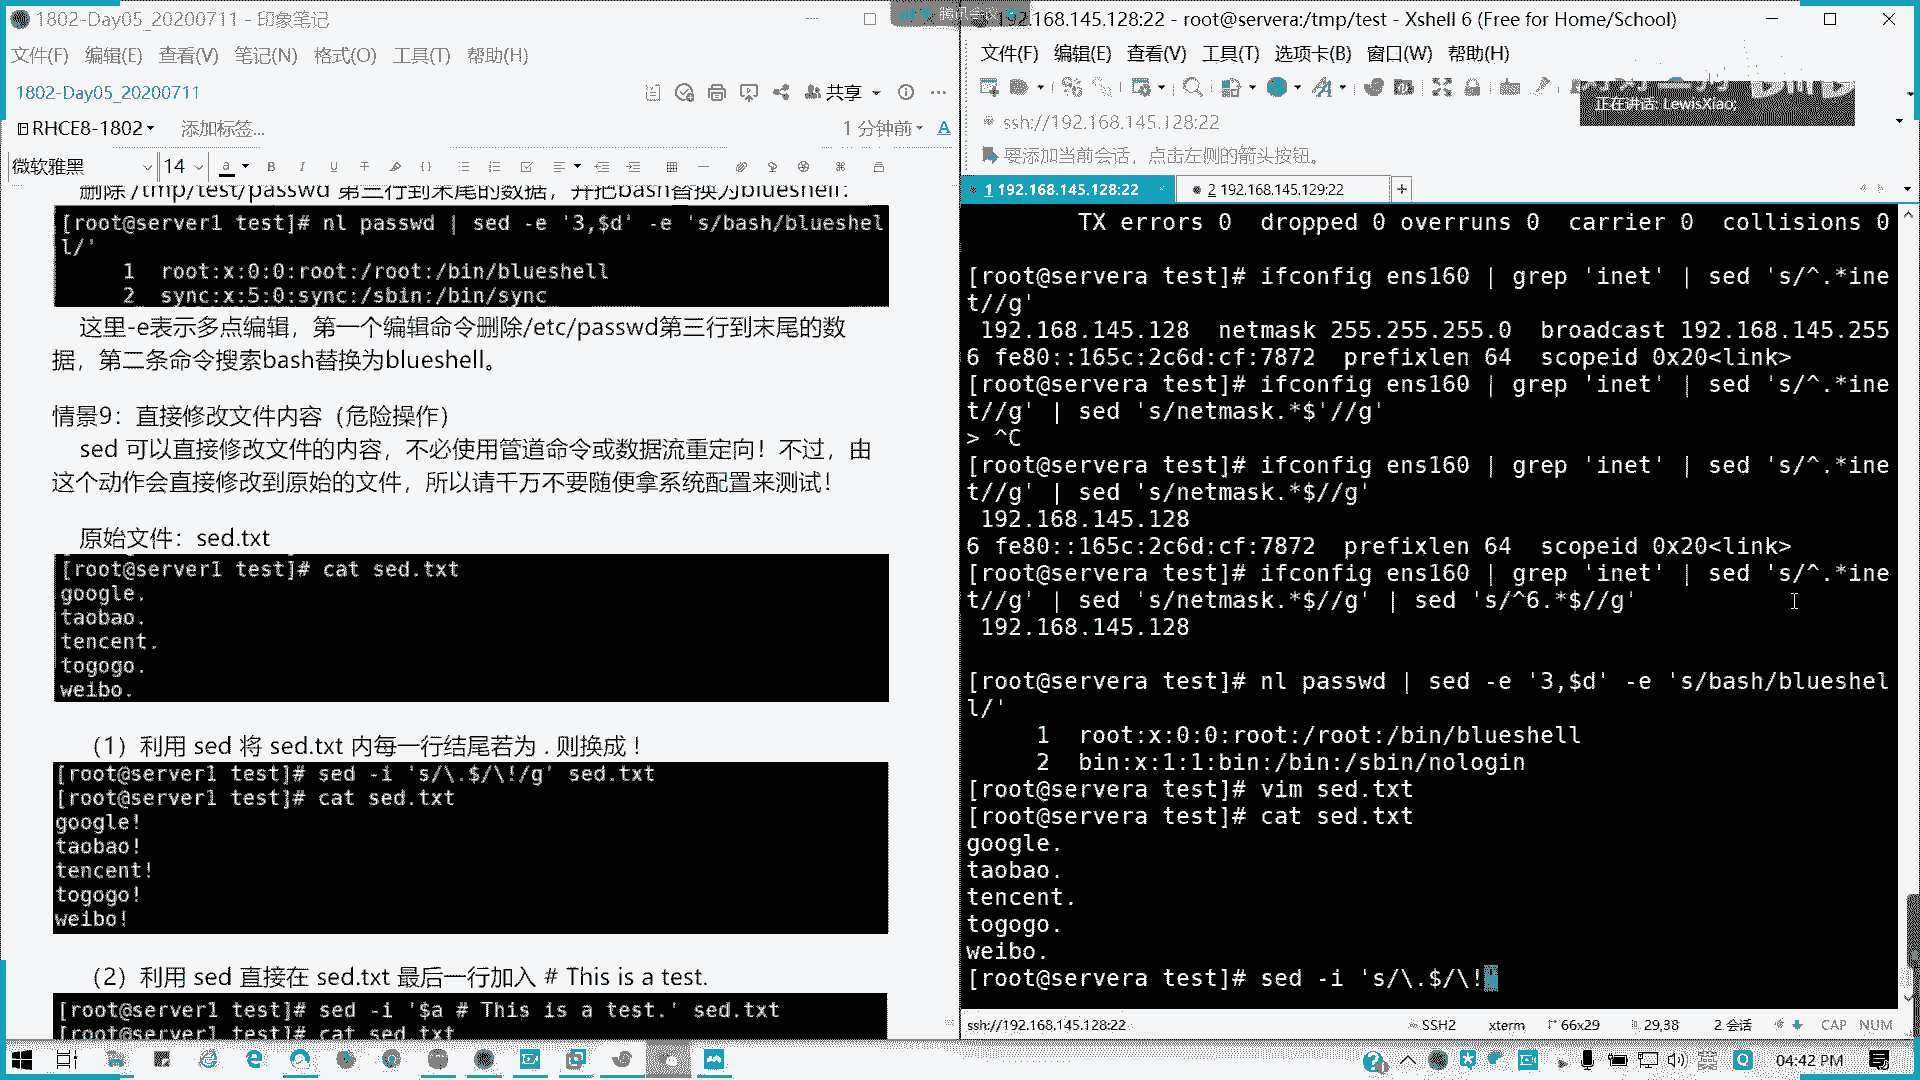 1802-Day05_20200711 - 印象笔记
文件(F) 编辑(E) 查看(V) 笔记(N) 格式(O) 工具(T) 帮助(H)
1802-Day05_20200711
共享
RHCE8-1802
添加标签...
1 分钟前
微软雅黑
14
删除 /tmp/test/passwd 第三行到末尾的数据，并把bash替换为blueshell：
[root@server1 test]# nl passwd | sed -e '3,$d' -e 's/bash/blueshel
l/'
1 root:x:0:0:root:/root:/bin/blueshell
2 sync:x:5:0:sync:/sbin:/bin/sync
这里-e表示多点编辑，第一个编辑命令删除/etc/passwd第三行到末尾的数
据，第二条命令搜索bash替换为blueshell。
情景9：直接修改文件内容（危险操作）
sed 可以直接修改文件的内容，不必使用管道命令或数据流重定向！不过，由
这个动作会直接修改到原始的文件，所以请千万不要随便拿系统配置来测试！
原始文件：sed.txt
[root@server1 test]# cat sed.txt
google.
taobao.
tencent.
togogo.
weibo.
（1）利用 sed 将 sed.txt 内每一行结尾若为 . 则换成 !
[root@server1 test]# sed -i 's/\.$/\!/g' sed.txt
[root@server1 test]# cat sed.txt
google!
taobao!
tencent!
togogo!
weibo!
（2）利用 sed 直接在 sed.txt 最后一行加入 # This is a test.
[root@server1 test]# sed -i '$a # This is a test.' sed.txt
[root@server1 test]# cat sed.txt
腾讯会议
192.168.145.128:22 - root@servera:/tmp/test - Xshell 6 (Free for Home/School)
文件(F) 编辑(E) 查看(V) 工具(T) 选项卡(B) 窗口(W) 帮助(H)
正在讲话: LewisXiao;
ssh://192.168.145.128:22
要添加当前会话，点击左侧的箭头按钮。
1 192.168.145.128:22
2 192.168.145.129:22
TX errors 0  dropped 0 overruns 0  carrier 0  collisions 0
[root@servera test]# ifconfig ens160 | grep 'inet' | sed 's/^.*ine
t//g'
192.168.145.128  netmask 255.255.255.0  broadcast 192.168.145.255
6 fe80::165c:2c6d:cf:7872  prefixlen 64  scopeid 0x20<link>
[root@servera test]# ifconfig ens160 | grep 'inet' | sed 's/^.*ine
t//g' | sed 's/netmask.*$'//g'
> ^C
[root@servera test]# ifconfig ens160 | grep 'inet' | sed 's/^.*ine
t//g' | sed 's/netmask.*$//g'
192.168.145.128
6 fe80::165c:2c6d:cf:7872  prefixlen 64  scopeid 0x20<link>
[root@servera test]# ifconfig ens160 | grep 'inet' | sed 's/^.*ine
t//g' | sed 's/netmask.*$//g' | sed 's/^6.*$//g'
192.168.145.128
[root@servera test]# nl passwd | sed -e '3,$d' -e 's/bash/blueshel
l/'
1 root:x:0:0:root:/root:/bin/blueshell
2 bin:x:1:1:bin:/bin:/sbin/nologin
[root@servera test]# vim sed.txt
[root@servera test]# cat sed.txt
google.
taobao.
tencent.
togogo.
weibo.
[root@servera test]# sed -i 's/\.$/\!
ssh://192.168.145.128:22
SSH2
xterm
66x29
29,38
2 会话
CAP
NUM
04:42 PM